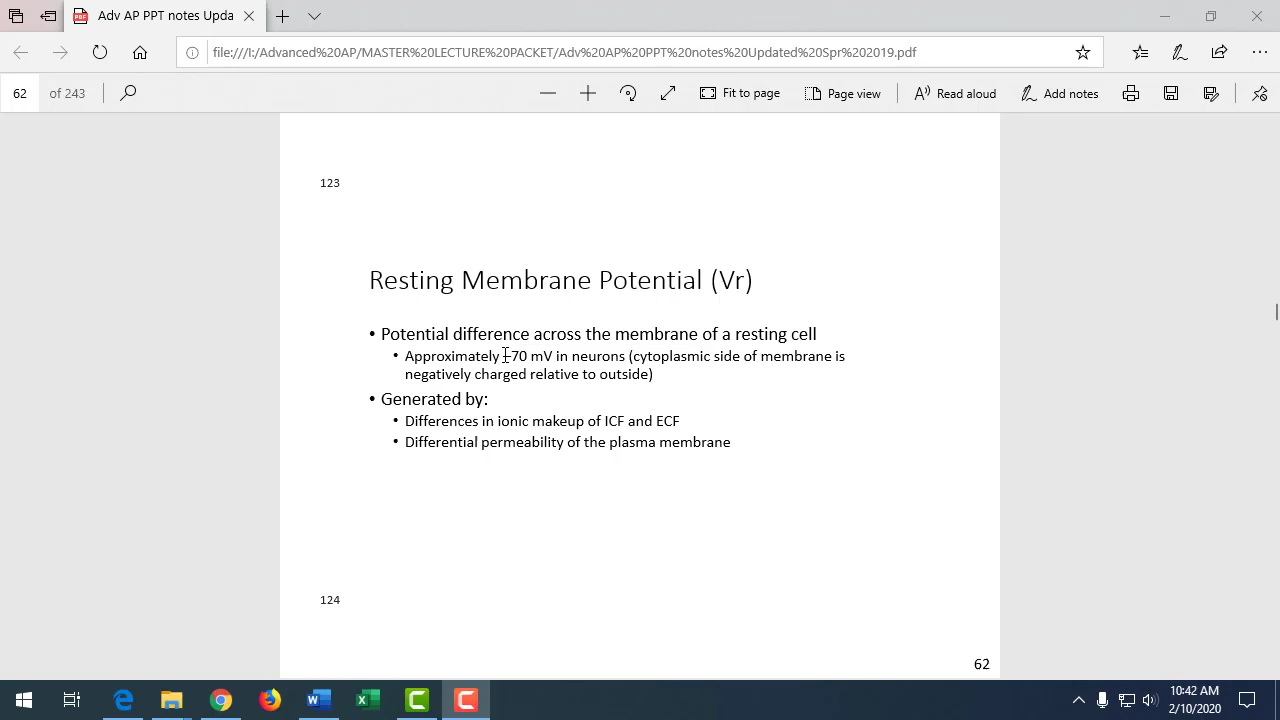 Adv AP PPT notes Upda
file:///I:/Advanced%20AP/MASTER%20LECTURE%20PACKET/Adv%20AP%20PPT%20notes%20Updated%20Spr%202019.pdf
62 of 243 Fit to page Page view Read aloud Add notes
123
Resting Membrane Potential (Vr)
• Potential difference across the membrane of a resting cell
• Approximately –70 mV in neurons (cytoplasmic side of membrane is
negatively charged relative to outside)
• Generated by:
• Differences in ionic makeup of ICF and ECF
• Differential permeability of the plasma membrane
124
62
10:42 AM
2/10/2020